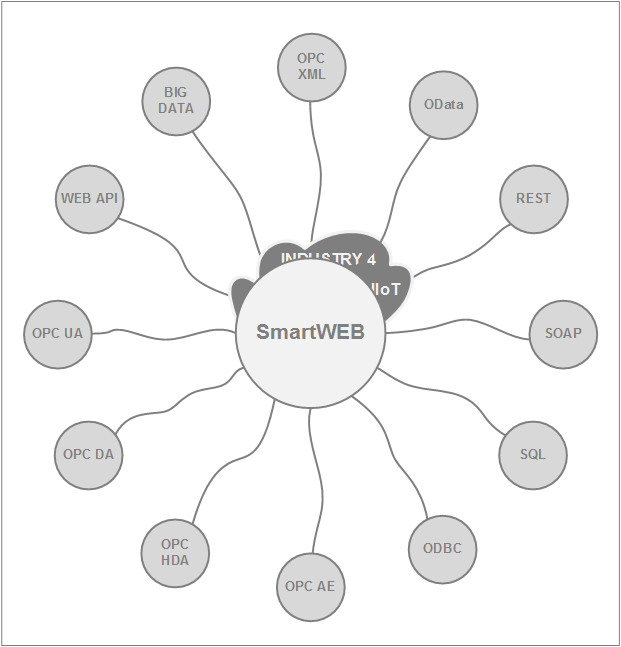 OPC
XML
BIG
DATA
OData
WEB API
REST
INDUSTRY 4
IIoT
SmartWEB
OPC UA
SOAP
OPC DA
SQL
OPC
HDA
ODBC
OPC AE